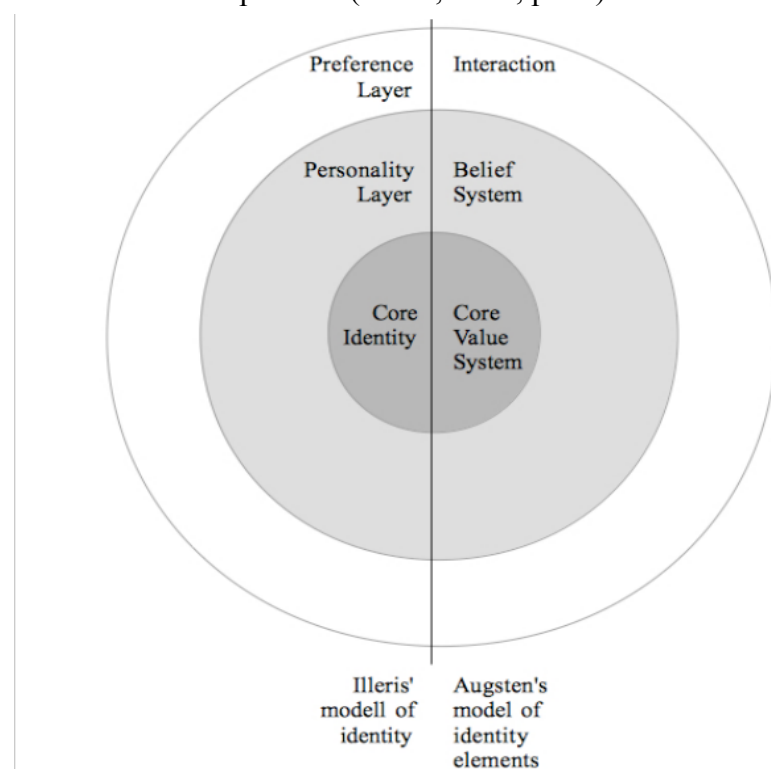 Preference
Layer
Interaction
Personality
Layer
Belief
System
Core
Identity
Core
Value
System
Illeris'
modell of
identity
Augsten's
model of
identity
elements